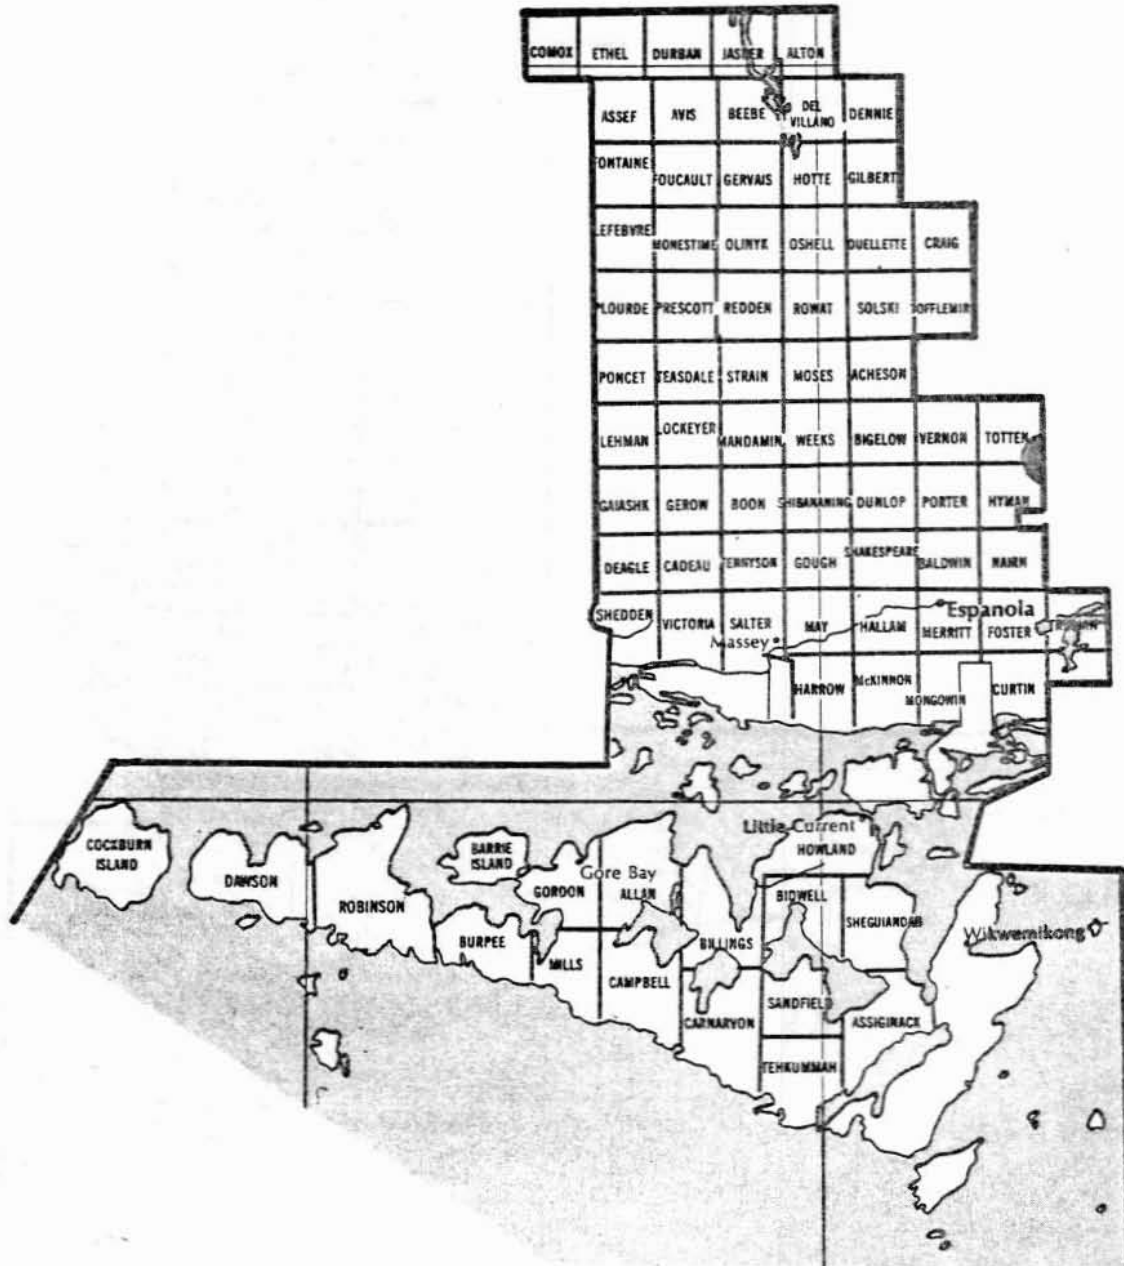 COMOX ETHEL DURBAN JASPER ALTON
ASSEF AVIS BEEBE DEL VILLANO DENNIE
FONTAINE FOUCAULT GERVAIS HOTTE GILBERT
LEFEBVRE MONESTIME OLINYK OSHELL OUELLETTE CRAIG
PLOURDE PRESCOTT REDDEN ROWAT SOLSKI DOFFLEMIRE
PONCET TEASDALE STRAIN MOSES ACHESON
LEHMAN LOCKEYER MANDAMIN WEEKS BIGELOW VERNON TOTTEN
GAIASHK GEROW BOON SHIBANANING DUNLOP PORTER HYMAN
DEAGLE CADEAU TENNYSON GOUGH SHAKESPEARE BALDWIN NAIRN
Espanola
SHEDDEN VICTORIA SALTER MAY HALLAM MERRITT FOSTER TRUMAN
Massey
HARROW McKINNON MONGOWIN CURTIN
Little Current
COCKBURN ISLAND
DAWSON
ROBINSON
BARRIE ISLAND
GORDON
Gore Bay
ALLAN
HOWLAND
BIDWELL
SHEGUIANDAH
Wikwemikong
BURPEE
MILLS
CAMPBELL
BILLINGS
CARNARVON
SANDFIELD
ASSIGINACK
TEHKUMMAH